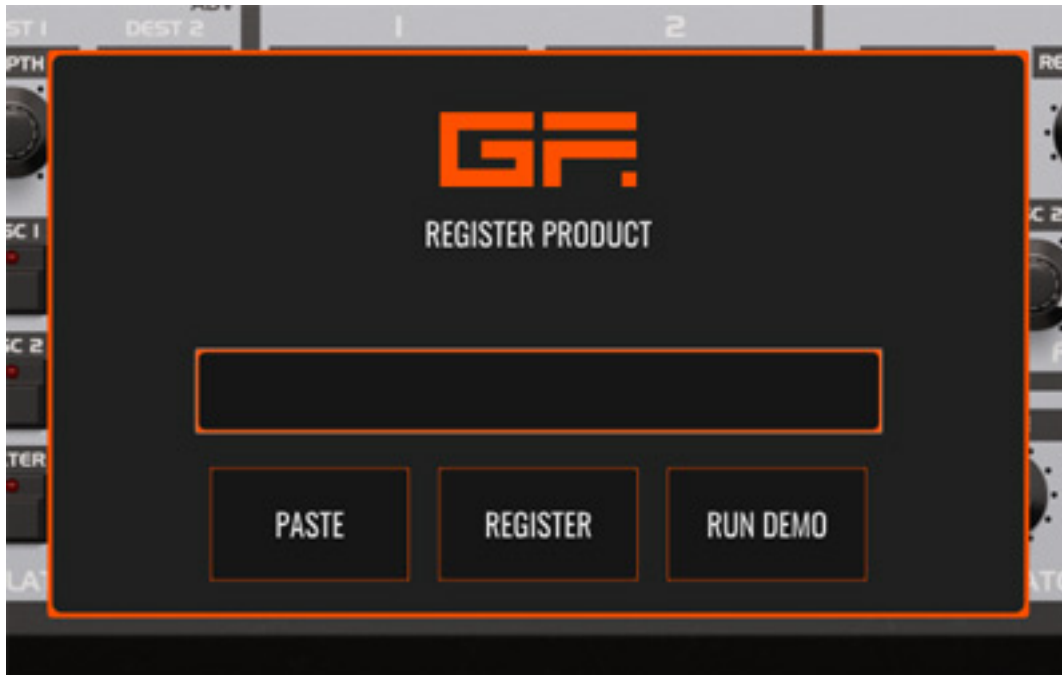 DEST 2
1
2
GF.
REGISTER PRODUCT
PASTE
REGISTER
RUN DEMO